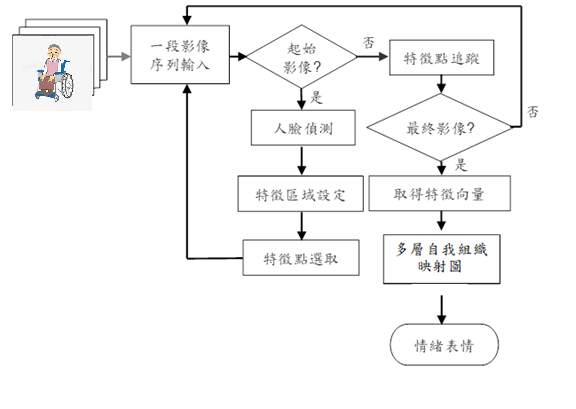 一段影像
序列輸入
起始
影像?
否
特徵點追蹤
是
人臉偵測
最終影像?
否
是
特徵區域設定
取得特徵向量
特徵點選取
多層自我組織
映射圖
情緒表情